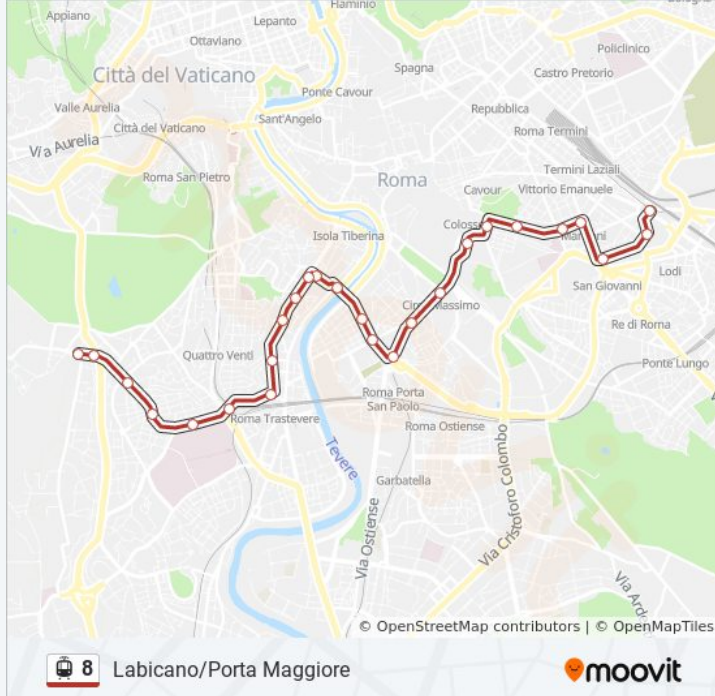 Flaminio
Appiano
Lepanto
Ottaviano
Policlinico
Spagna
Città del Vaticano
Castro Pretorio
Ponte Cavour
Valle Aurelia
Repubblica
Sant'Angelo
Città del Vaticano
Roma Termini
Via Aurelia
Termini Laziali
Roma San Pietro
Roma
Cavour
Vittorio Emanuele
Isola Tiberina
Colosseo
Manzoni
Lodi
San Giovanni
Circo Massimo
Re di Roma
Quattro Venti
Ponte Lungo
Roma Porta
San Paolo
Roma Trastevere
Roma Ostiense
Tevere
Garbatella
Via Ostiense
Via Cristoforo Colombo
Via Arde
© OpenStreetMap contributors | © OpenMapTiles
8 Labicano/Porta Maggiore
moovit